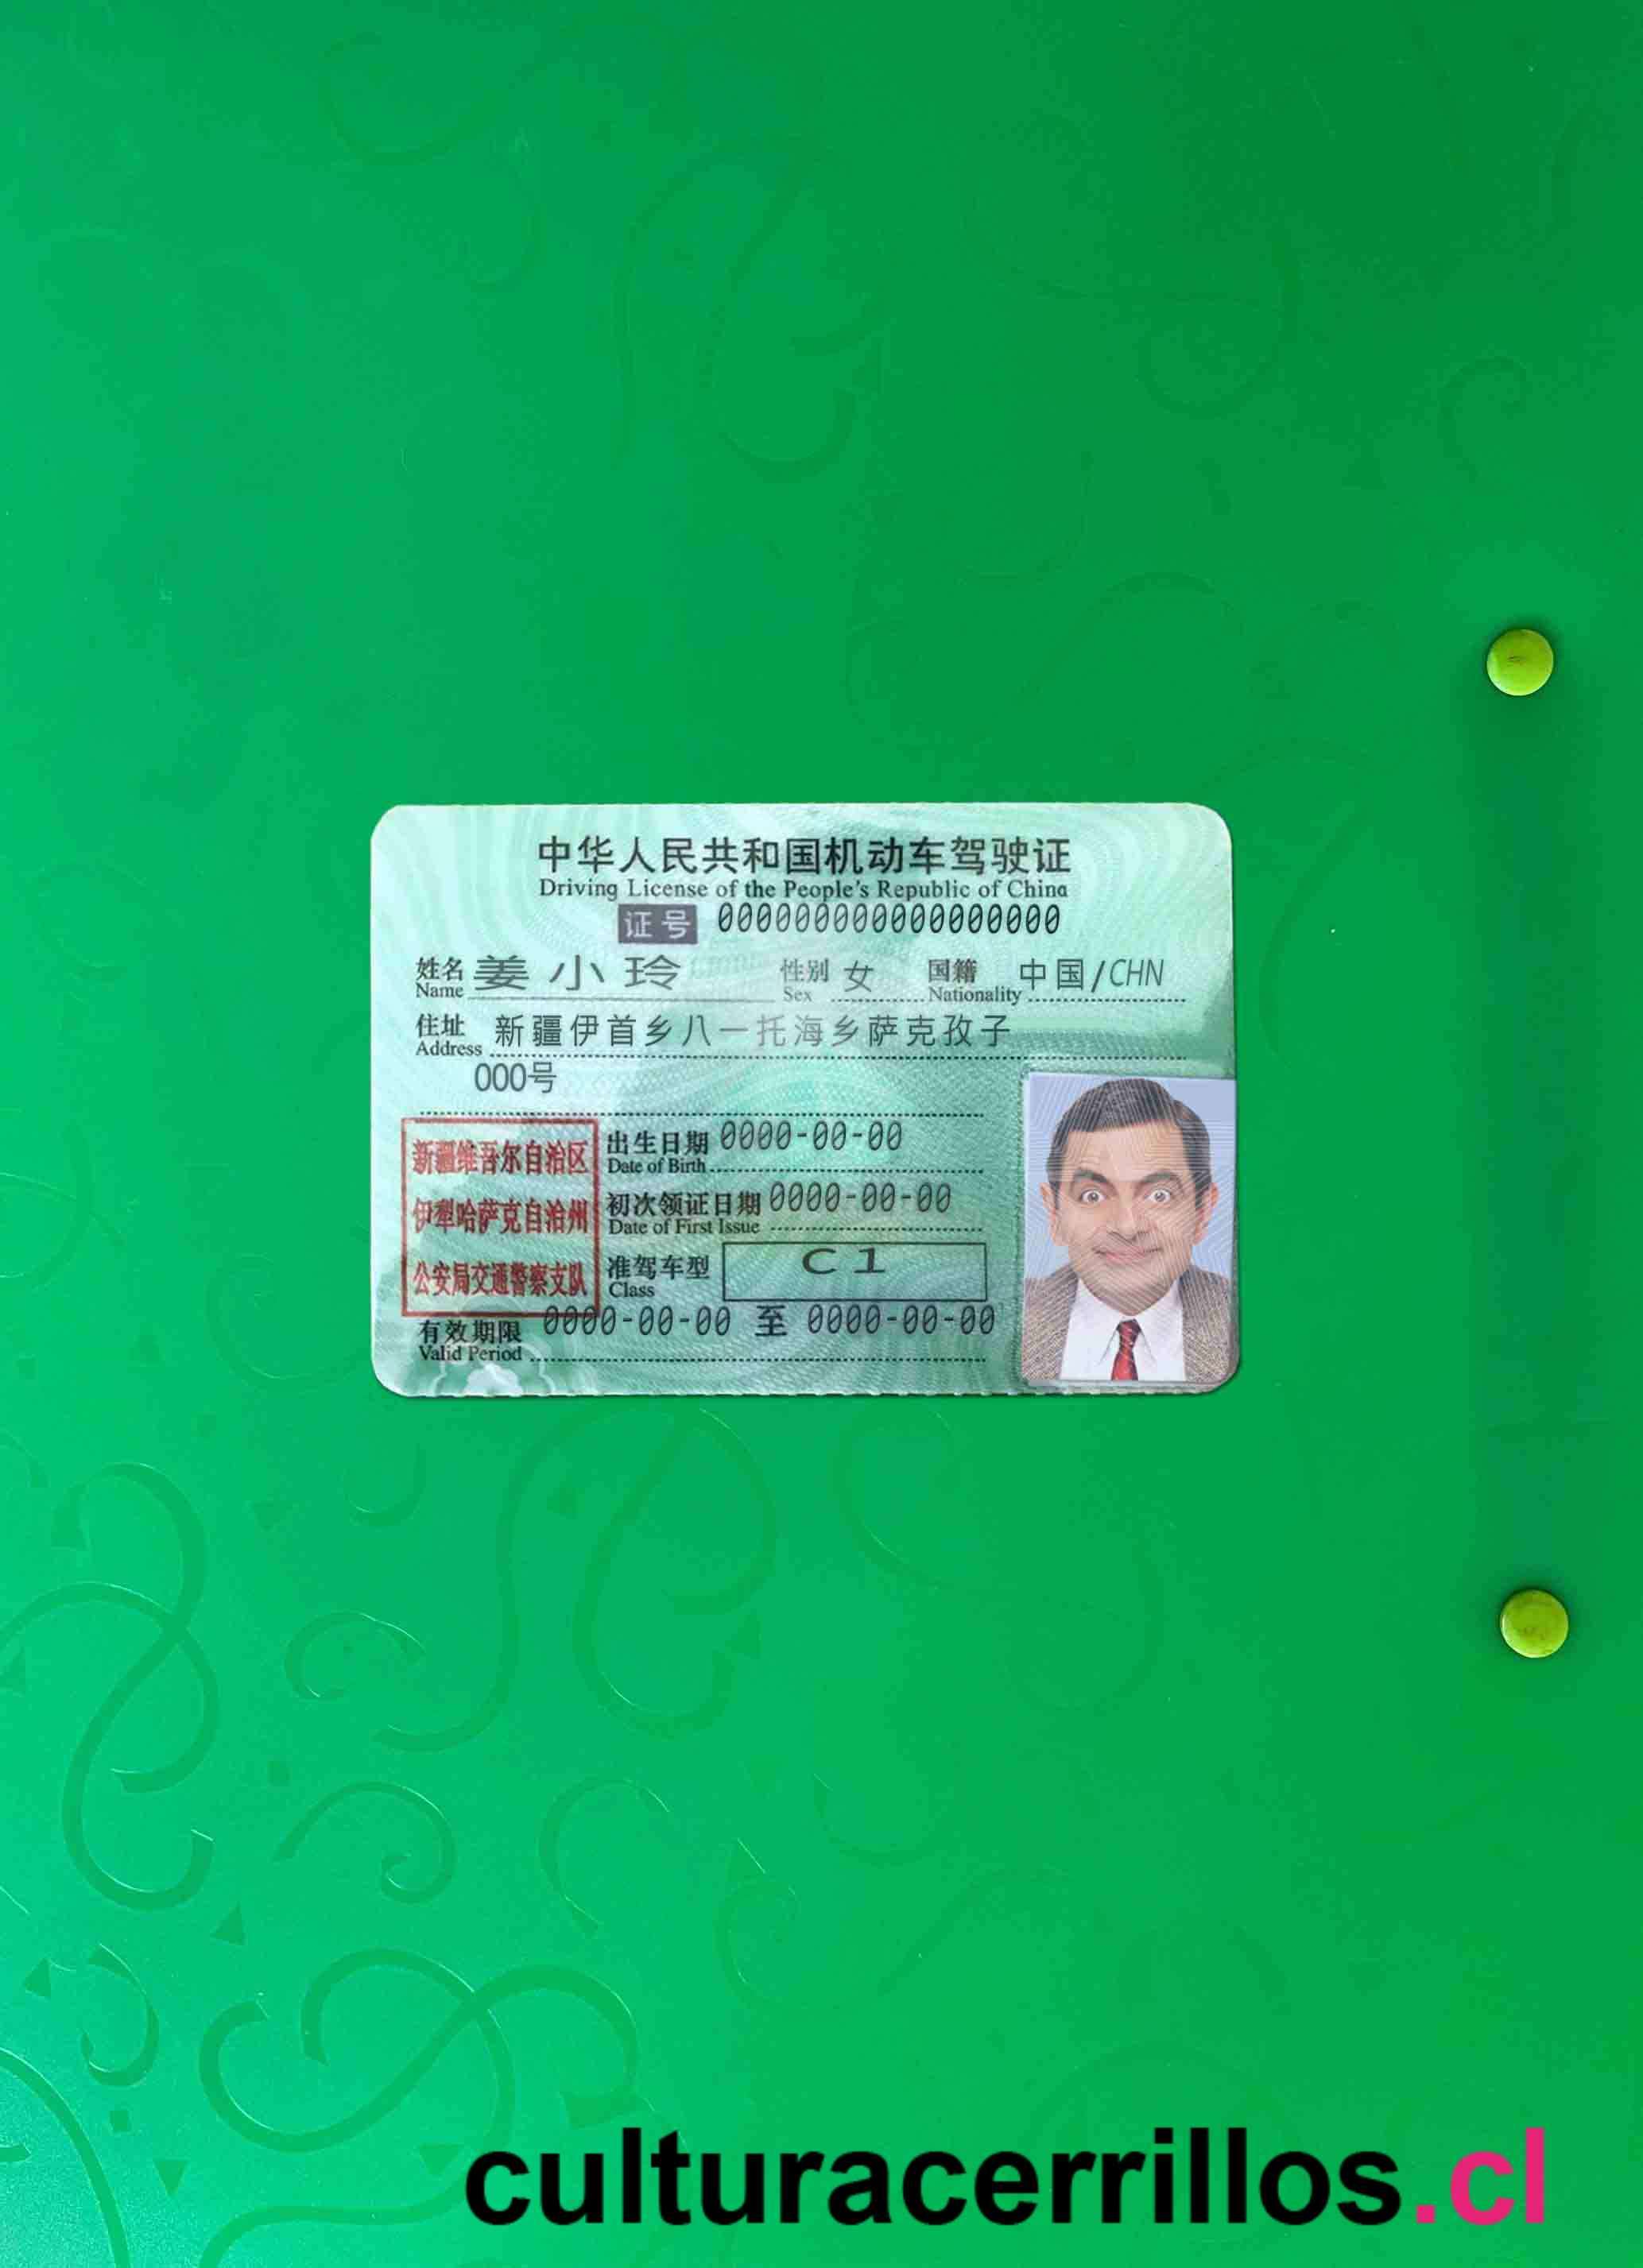 中华人民共和国机动车驾驶证
Driving License of the People's Republic of China
证号 000000000000000000
姓名 姜小玲 性别 女 国籍 中国/CHN
Name Sex Nationality
住址 新疆伊首乡八一托海乡萨克孜子
Address
000号
新疆维吾尔自治区
伊犁哈萨克自治州
公安局交通警察支队
出生日期 0000-00-00
Date of Birth
初次领证日期 0000-00-00
Date of First Issue
准驾车型 C1
Class
有效期限 0000-00-00 至 0000-00-00
Valid Period
culturacerrillos.cl